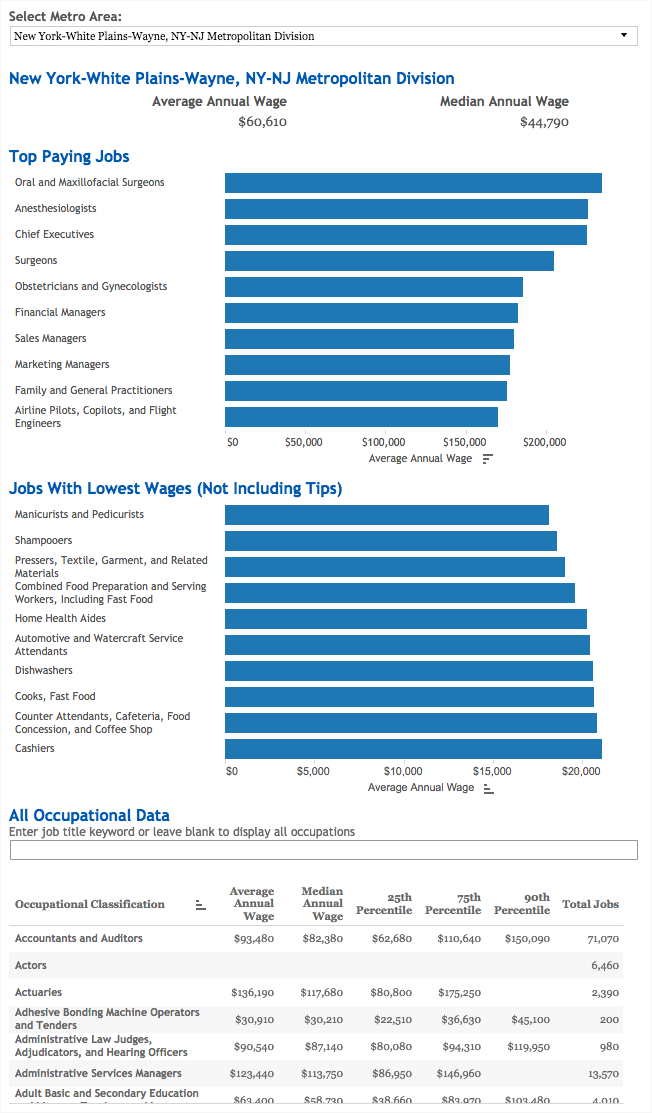 Select Metro Area:
New York-White Plains-Wayne, NY-NJ Metropolitan Division
New York-White Plains-Wayne, NY-NJ Metropolitan Division
Average Annual Wage Median Annual Wage
$60,610 $44,790
Top Paying Jobs
Oral and Maxillofacial Surgeons
Anesthesiologists
Chief Executives
Surgeons
Obstetricians and Gynecologists
Financial Managers
Sales Managers
Marketing Managers
Family and General Practitioners
Airline Pilots, Copilots, and Flight
Engineers
$0 $50,000 $100,000 $150,000 $200,000
Average Annual Wage
Jobs With Lowest Wages (Not Including Tips)
Manicurists and Pedicurists
Shampooers
Pressers, Textile, Garment, and Related
Materials
Combined Food Preparation and Serving
Workers, Including Fast Food
Home Health Aides
Automotive and Watercraft Service
Attendants
Dishwashers
Cooks, Fast Food
Counter Attendants, Cafeteria, Food
Concession, and Coffee Shop
Cashiers
$0 $5,000 $10,000 $15,000 $20,000
Average Annual Wage
All Occupational Data
Enter job title keyword or leave blank to display all occupations
Occupational Classification Average Annual Wage Median Annual Wage 25th Percentile 75th Percentile 90th Percentile Total Jobs
Accountants and Auditors $93,480 $82,380 $62,680 $110,640 $150,090 71,070
Actors 6,460
Actuaries $136,190 $117,680 $80,800 $175,250 2,390
Adhesive Bonding Machine Operators
and Tenders $30,910 $30,210 $22,510 $36,630 $45,100 200
Administrative Law Judges,
Adjudicators, and Hearing Officers $90,540 $87,140 $80,080 $94,310 $119,950 980
Administrative Services Managers $123,440 $113,750 $86,950 $146,960 13,570
Adult Basic and Secondary Education
$63,400 $58,730 $38,660 $83,970 $103,480 4,010